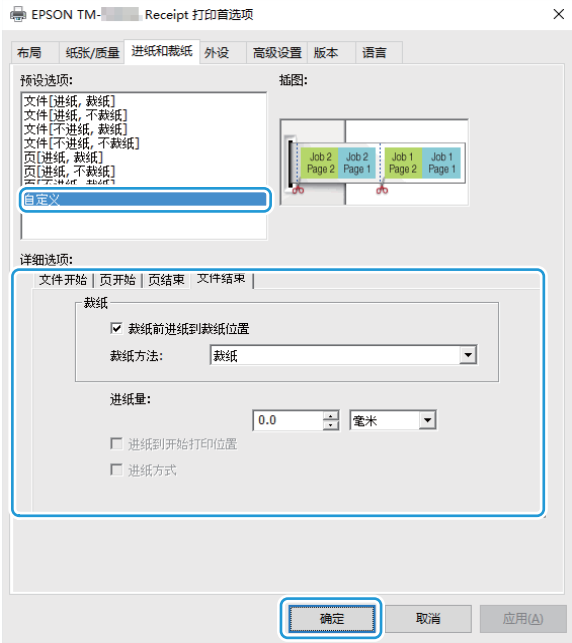 EPSON TM- Receipt 打印首选项
布局 纸张/质量 进纸和裁纸 外设 高级设置 版本 语言
预设选项:
文件[进纸, 裁纸]
文件[进纸, 不裁纸]
文件[不进纸, 裁纸]
文件[不进纸, 不裁纸]
页[进纸, 裁纸]
页[进纸, 不裁纸]
页[不进纸, 裁纸]
自定义
插图:
Job 2 Job 2 Job 1 Job 1
Page 2 Page 1 Page 2 Page 1
详细选项:
文件开始 页开始 页结束 文件结束
裁纸
裁纸前进纸到裁纸位置
裁纸方法: 裁纸
进纸量:
0.0 毫米
进纸到开始打印位置
进纸方式
确定 取消 应用(A)